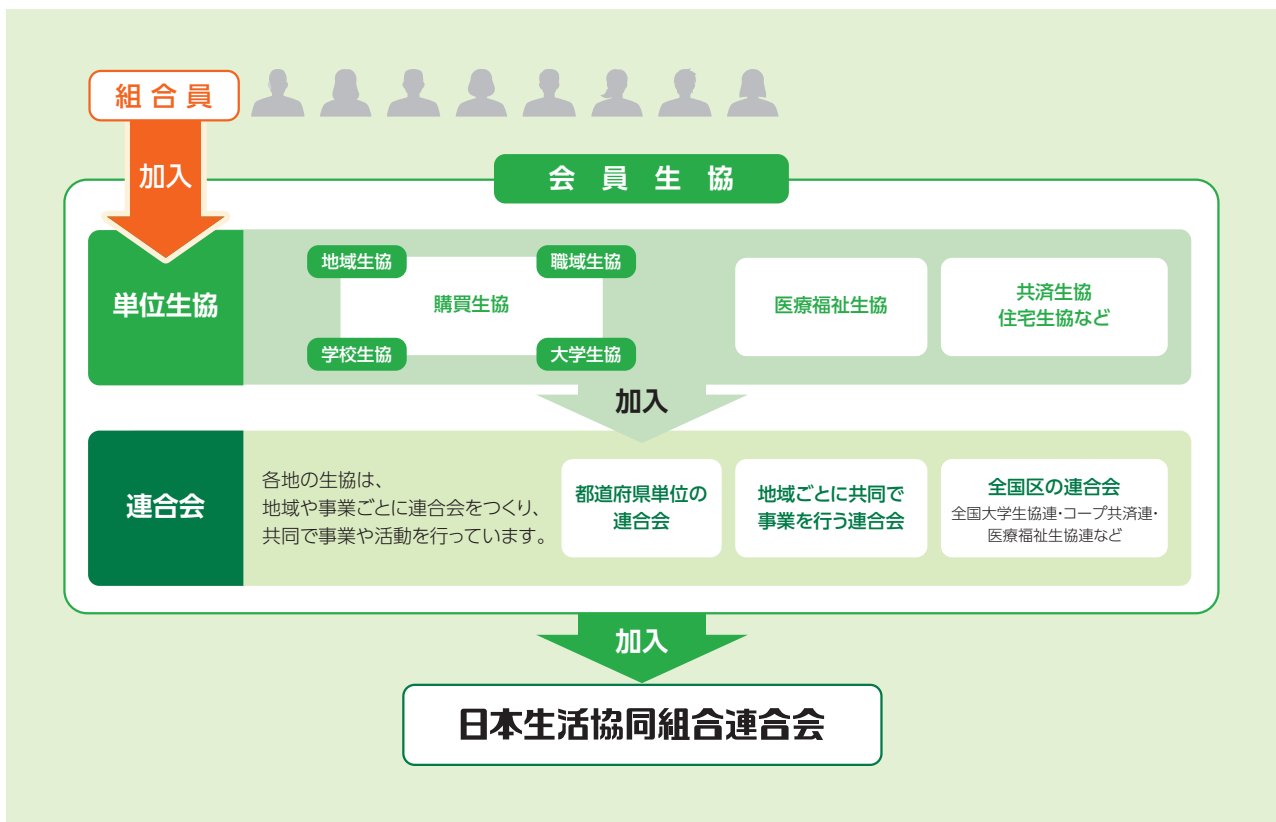 組合員
加入
会員生協
単位生協
地域生協
職域生協
購買生協
学校生協
大学生協
医療福祉生協
共済生協
住宅生協など
加入
連合会
各地の生協は、
地域や事業ごとに連合会をつくり、
共同で事業や活動を行っています。
都道府県単位の
連合会
地域ごとに共同で
事業を行う連合会
全国区の連合会
全国大学生協連・コープ共済連・
医療福祉生協連など
加入
日本生活協同組合連合会